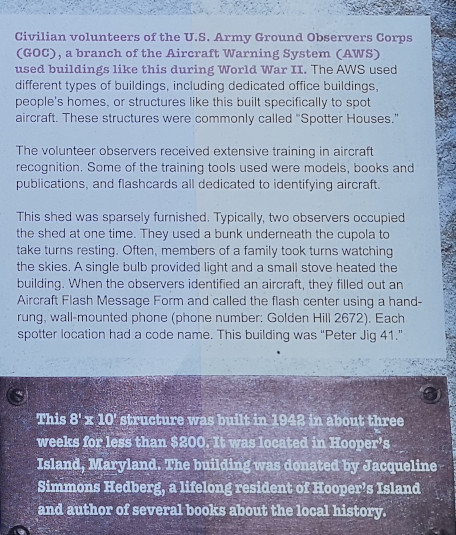 Civilian volunteers of the U.S. Army Ground Observers Corps
(GOC), a branch of the Aircraft Warning System (AWS)
used buildings like this during World War II. The AWS used
different types of buildings, including dedicated office buildings,
people's homes, or structures like this built specifically to spot
aircraft. These structures were commonly called "Spotter Houses."
The volunteer observers received extensive training in aircraft
recognition. Some of the training tools used were models, books and
publications, and flashcards all dedicated to identifying aircraft.
This shed was sparsely furnished. Typically, two observers occupied
the shed at one time. They used a bunk underneath the cupola to
take turns resting. Often, members of a family took turns watching
the skies. A single bulb provided light and a small stove heated the
building. When the observers identified an aircraft, they filled out an
Aircraft Flash Message Form and called the flash center using a hand-
rung, wall-mounted phone (phone number: Golden Hill 2672). Each
spotter location had a code name. This building was "Peter Jig 41."
This 8' x 10' structure was built in 1942 in about three
weeks for less than $200. It was located in Hooper's
Island, Maryland. The building was donated by Jacqueline
Simmons Hedberg, a lifelong resident of Hooper's Island
and author of several books about the local history.